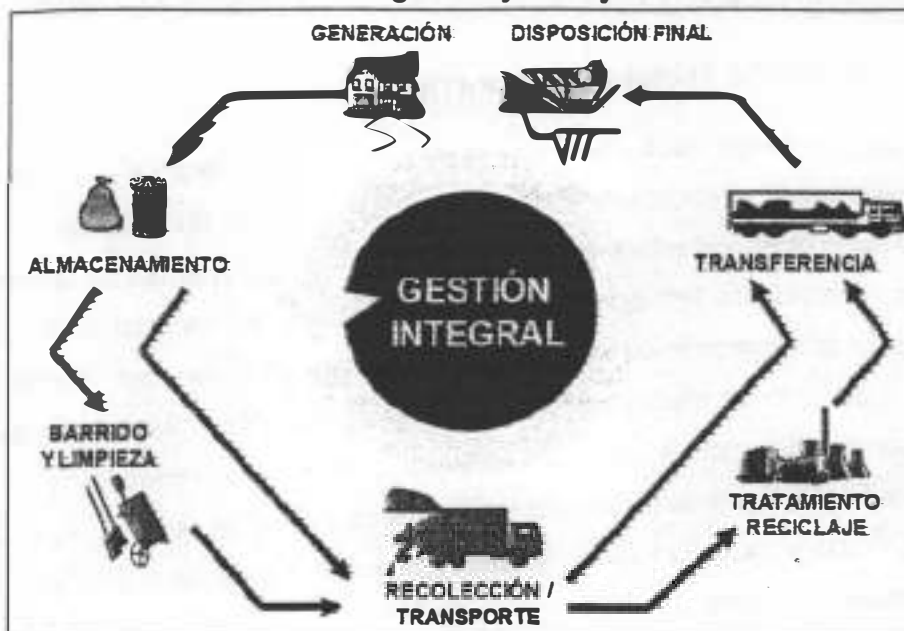 GENERACIÓN
DISPOSICIÓN FINAL
ALMACENAMIENTO
TRANSFERENCIA
GESTIÓN
INTEGRAL
BARRIDO
Y LIMPIEZA
TRATAMIENTO
RECICLAJE
RECOLECCIÓN /
TRANSPORTE